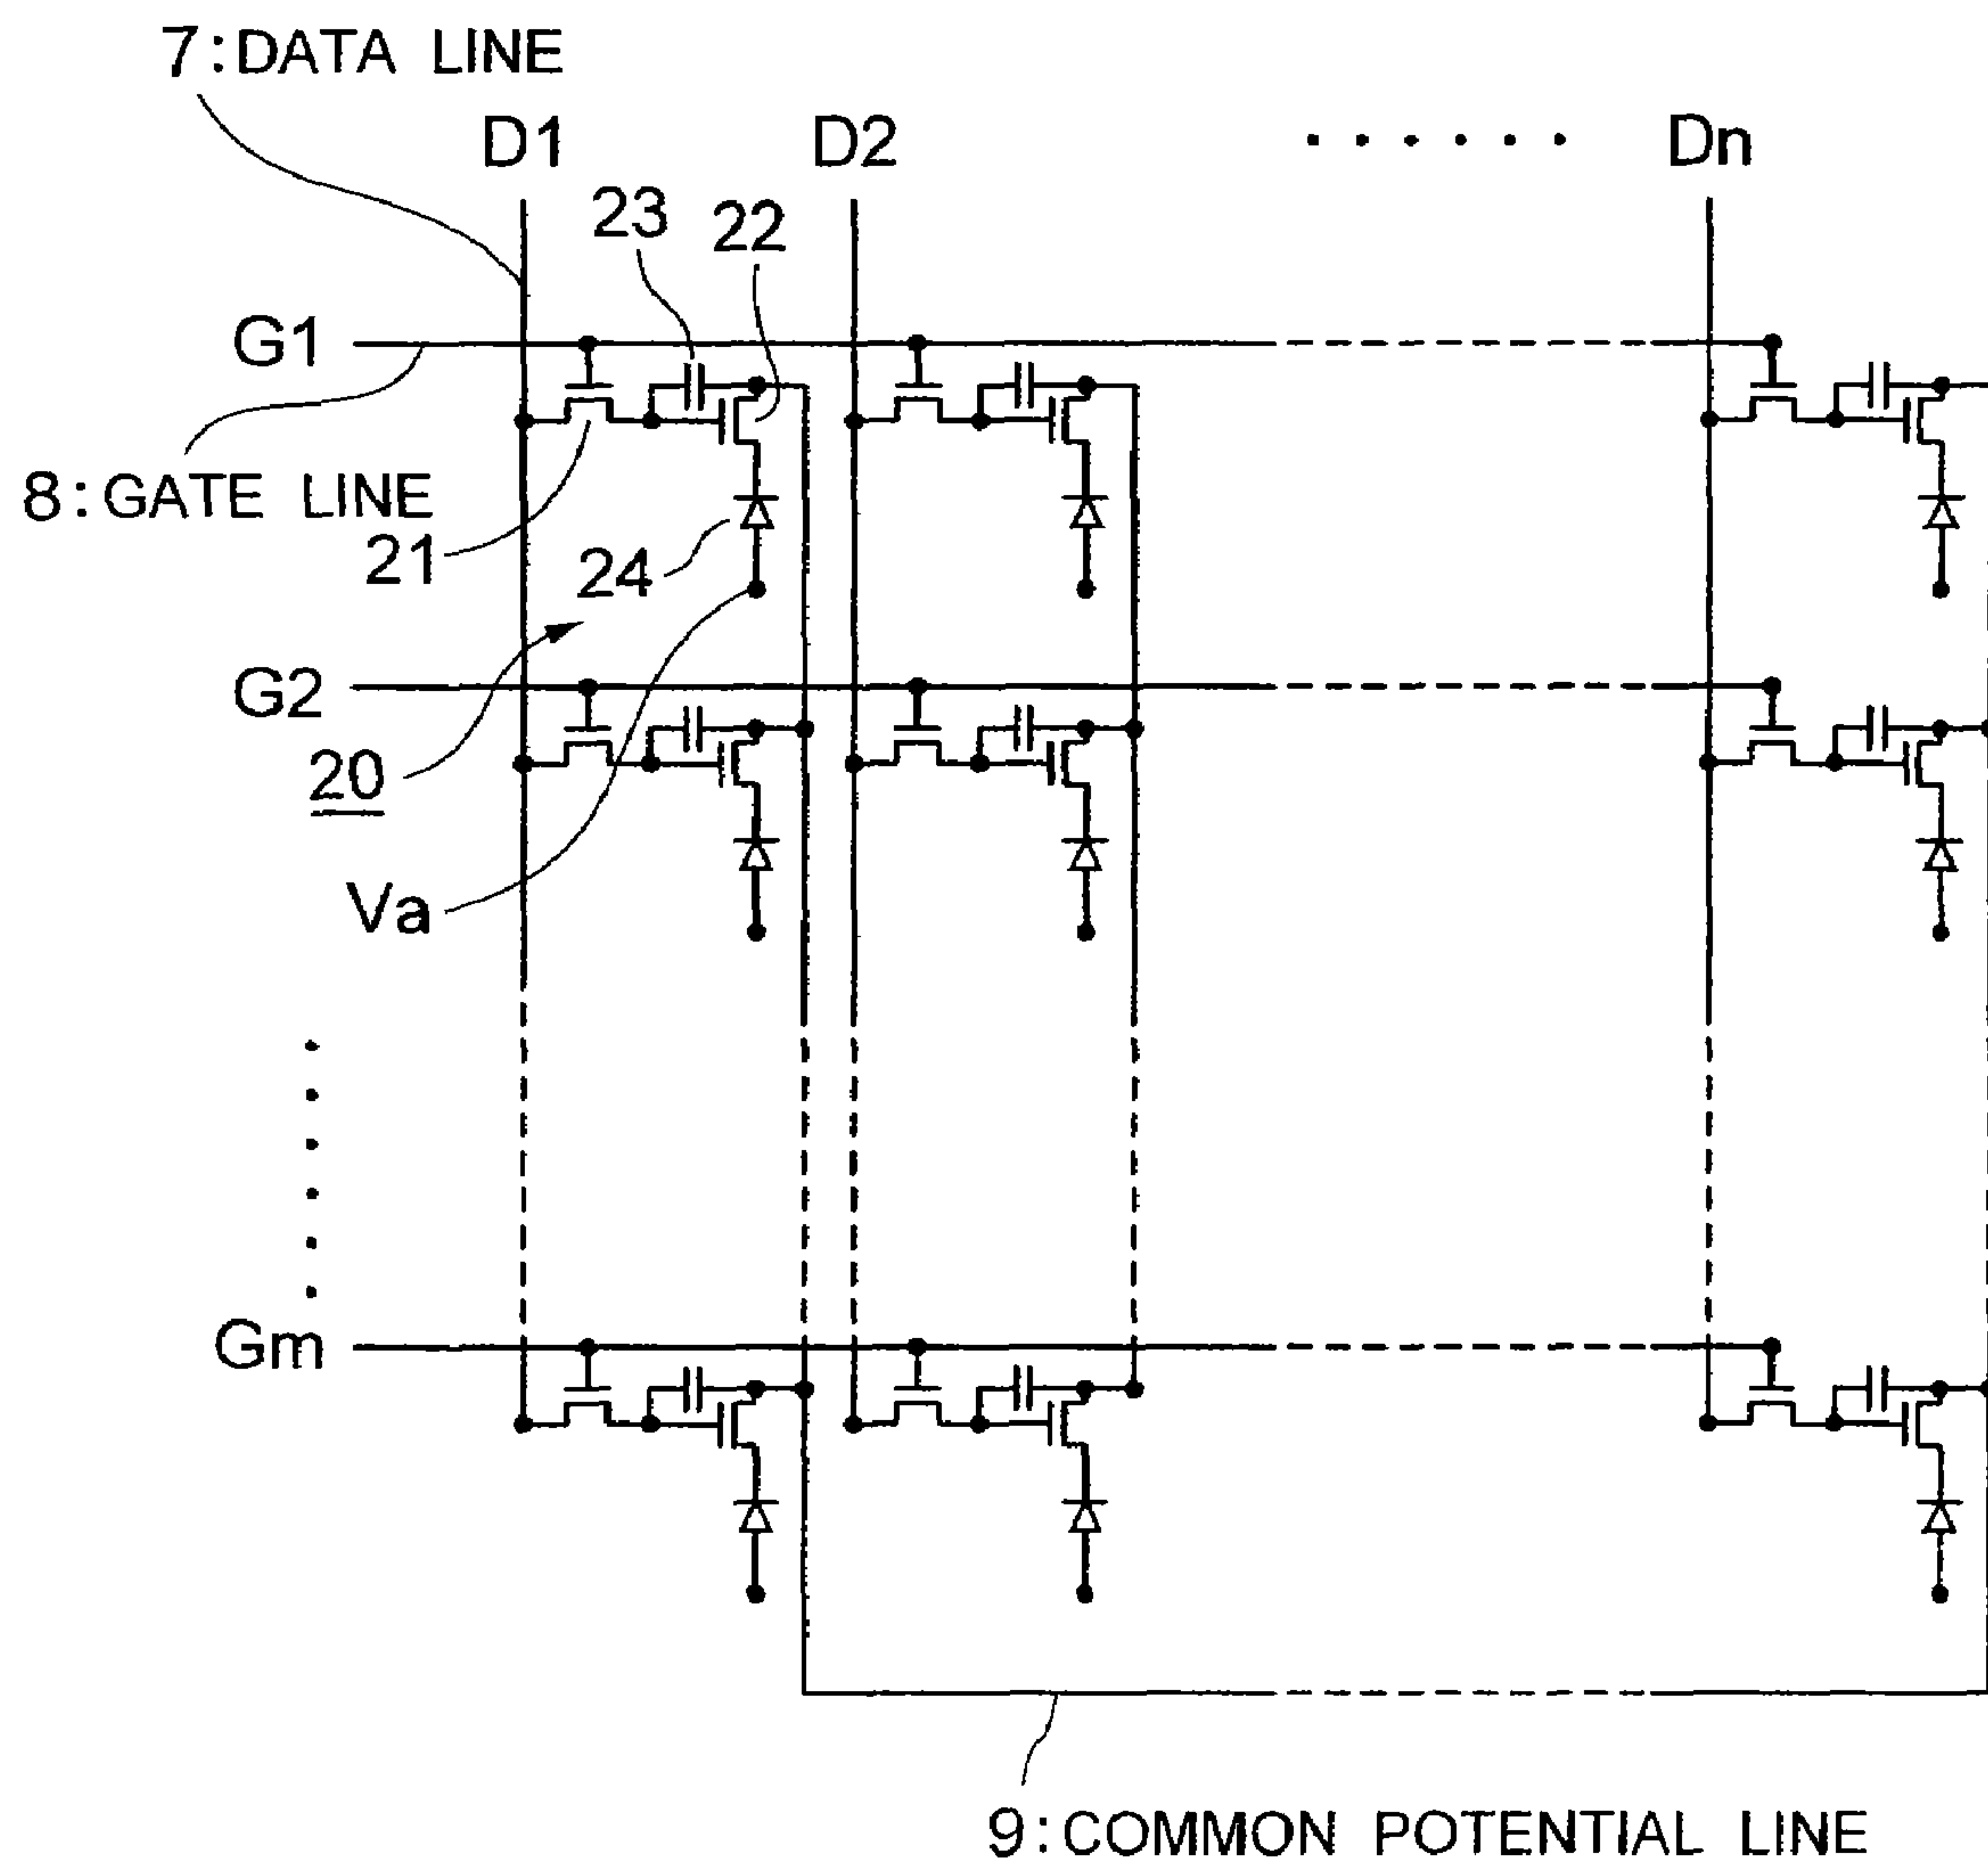 7:DATA LINE
D1 D2 ...... Dn
23 22
G1
8:GATE LINE
21
24
G2
20
Va
Gm
9:COMMON POTENTIAL LINE